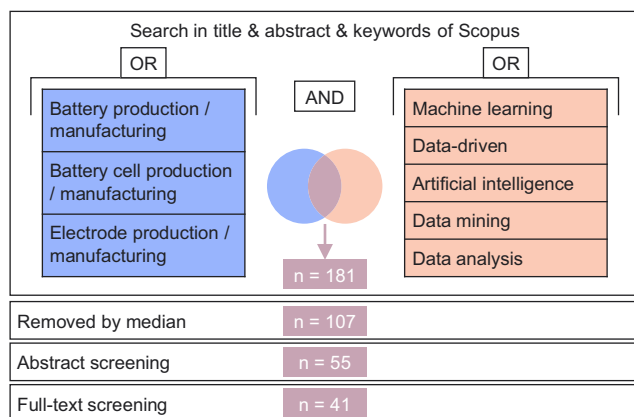 Search in title & abstract & keywords of Scopus
OR
Battery production /
manufacturing
Battery cell production
/ manufacturing
Electrode production /
manufacturing
AND
OR
Machine learning
Data-driven
Artificial intelligence
Data mining
Data analysis
n = 181
Removed by median
n = 107
Abstract screening
n = 55
Full-text screening
n = 41